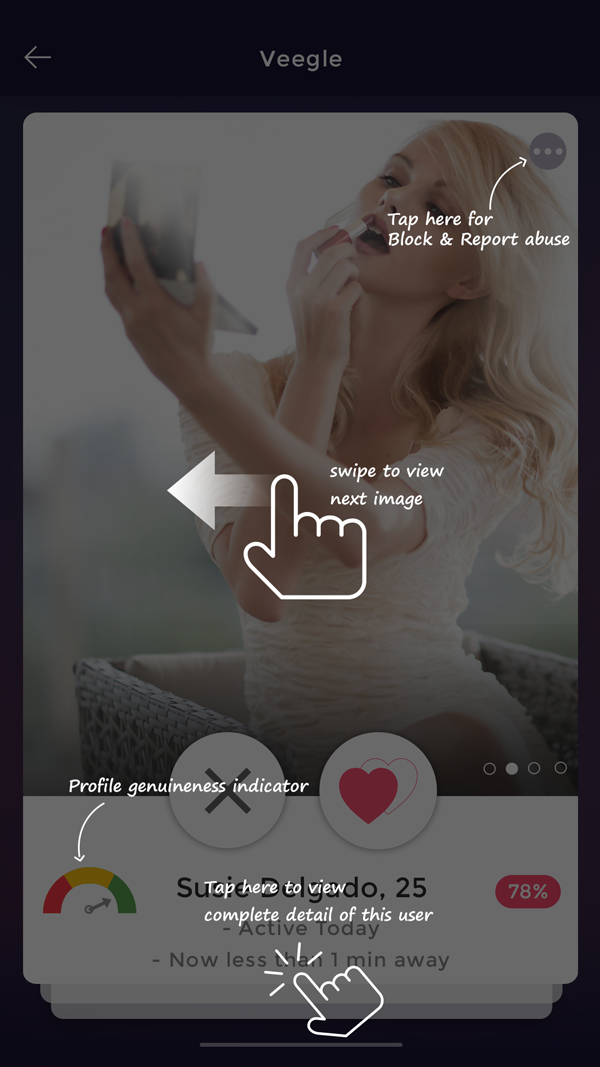 Veegle
Tap here for
Block & Report abuse
swipe to view
next image
Profile genuineness indicator
Susie Delgado, 25
78%
Tap here to view
complete detail of this user
- Active Today
- Now less than 1 min away